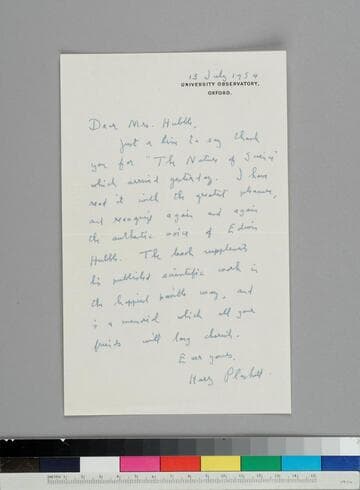 13 July 1954
UNIVERSITY OBSERVATORY,
OXFORD.
Dear Mrs. Hubble,
Just a line to say thank
you for "The Nature of Science"
which arrived yesterday. I have
read it with the greatest pleasure,
and recognize again and again
the authentic voice of Edwin
Hubble. The book supplements
his published scientific work in
the happiest possible way, and
is a memorial which all your
friends will long cherish.
Ever yours,
Harry Plaskett.